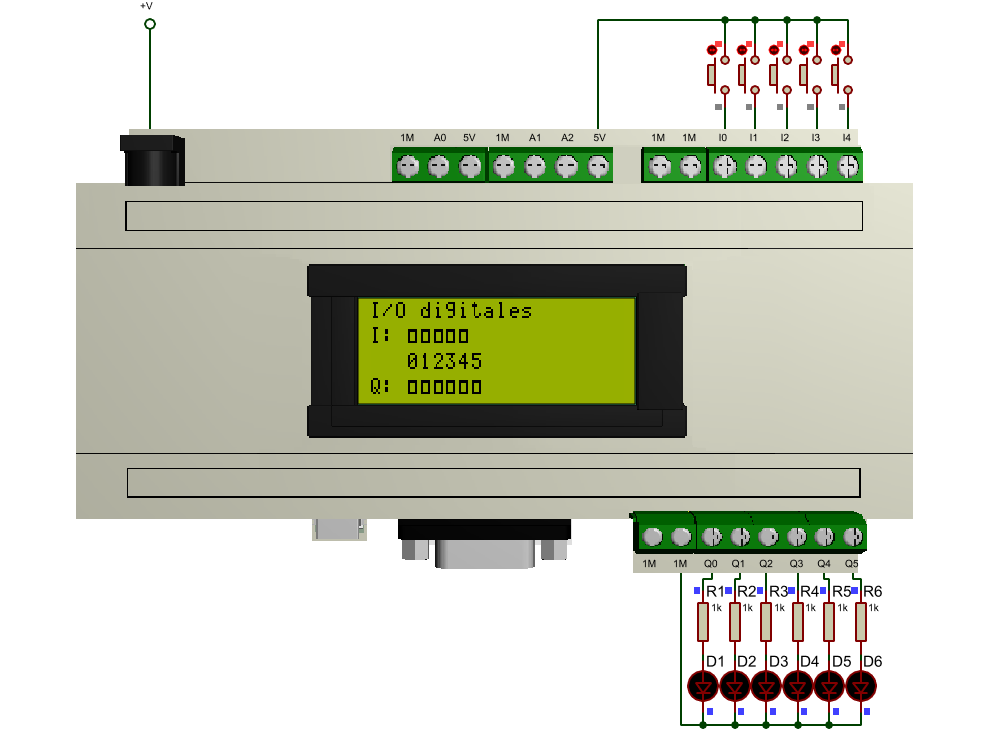 +V
1M A0 5V 1M A1 A2 5V 1M 1M I0 I1 I2 I3 I4
I/O digitales
I: 00000
012345
Q: 000000
1M 1M Q0 Q1 Q2 Q3 Q4 Q5
R1 R2 R3 R4 R5 R6
1k 1k 1k 1k 1k 1k
D1 D2 D3 D4 D5 D6